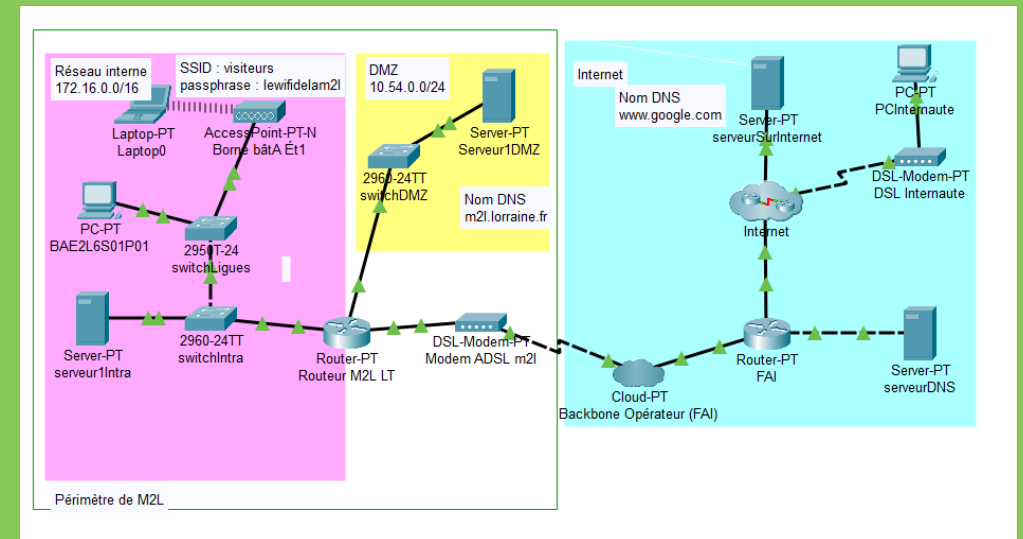 Réseau interne
172.16.0.0/16
SSID : visiteurs
passphrase : lewifidelam2l
Laptop-PT
Laptop0
AccessPoint-PT-N
Borne bâtA Ét1
PC-PT
BAE2L6S01P01
2950T-24
switchLigues
Server-PT
serveur1Intra
2960-24TT
switchIntra
Périmètre de M2L
DMZ
10.54.0.0/24
Server-PT
Serveur1DMZ
2960-24TT
switchDMZ
Nom DNS
m2l.lorraine.fr
Router-PT
Routeur M2L LT
DSL-Modem-PT
Modem ADSL m2l
Internet
Nom DNS
www.google.com
Server-PT
serveurSurInternet
PC-PT
PCInternaute
DSL-Modem-PT
DSL Internaute
Internet
Cloud-PT
Backbone Opérateur (FAI)
Router-PT
FAI
Server-PT
serveurDNS